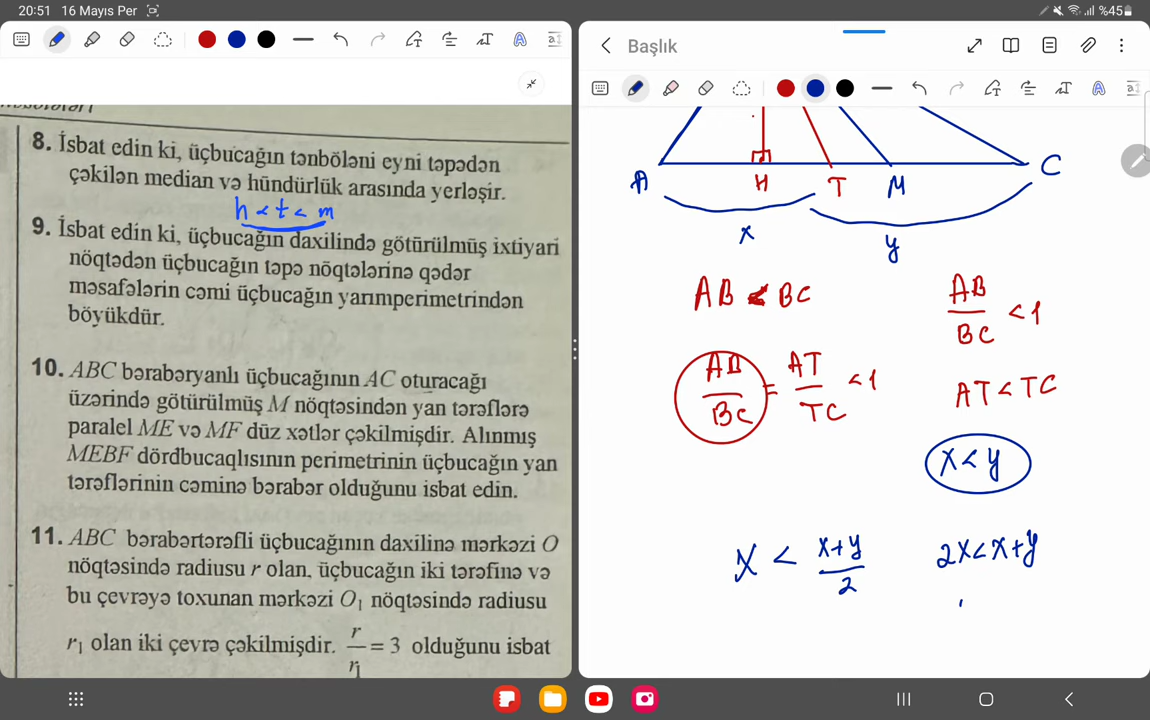 20:51 16 Mayıs Per %45
8. İsbat edin ki, üçbucağın tənböləni eyni təpədən
çəkilən median və hündürlük arasında yerləşir.
h < t < m
9. İsbat edin ki, üçbucağın daxilində götürülmüş ixtiyari
nöqtədən üçbucağın təpə nöqtələrinə qədər
məsafələrin cəmi üçbucağın yarımperimetrindən
böyükdür.
10. ABC bərabəryanlı üçbucağının AC oturacağı
üzərində götürülmüş M nöqtəsindən yan tərəflərə
paralel ME və MF düz xətlər çəkilmişdir. Alınmış
MEBF dördbucaqlısının perimetrinin üçbucağın yan
tərəflərinin cəminə bərabər olduğunu isbat edin.
11. ABC bərabərtərəfli üçbucağının daxilinə mərkəzi O
nöqtəsində radiusu r olan, üçbucağın iki tərəfinə və
bu çevrəyə toxunan mərkəzi O₁ nöqtəsində radiusu
r₁ olan iki çevrə çəkilmişdir. r/r₁ = 3 olduğunu isbat
Başlık
A H T M C
x y
AB < BC
AB/BC < 1
AB/BC = AT/TC < 1
AT < TC
x < y
x < (x+y)/2
2x < x+y